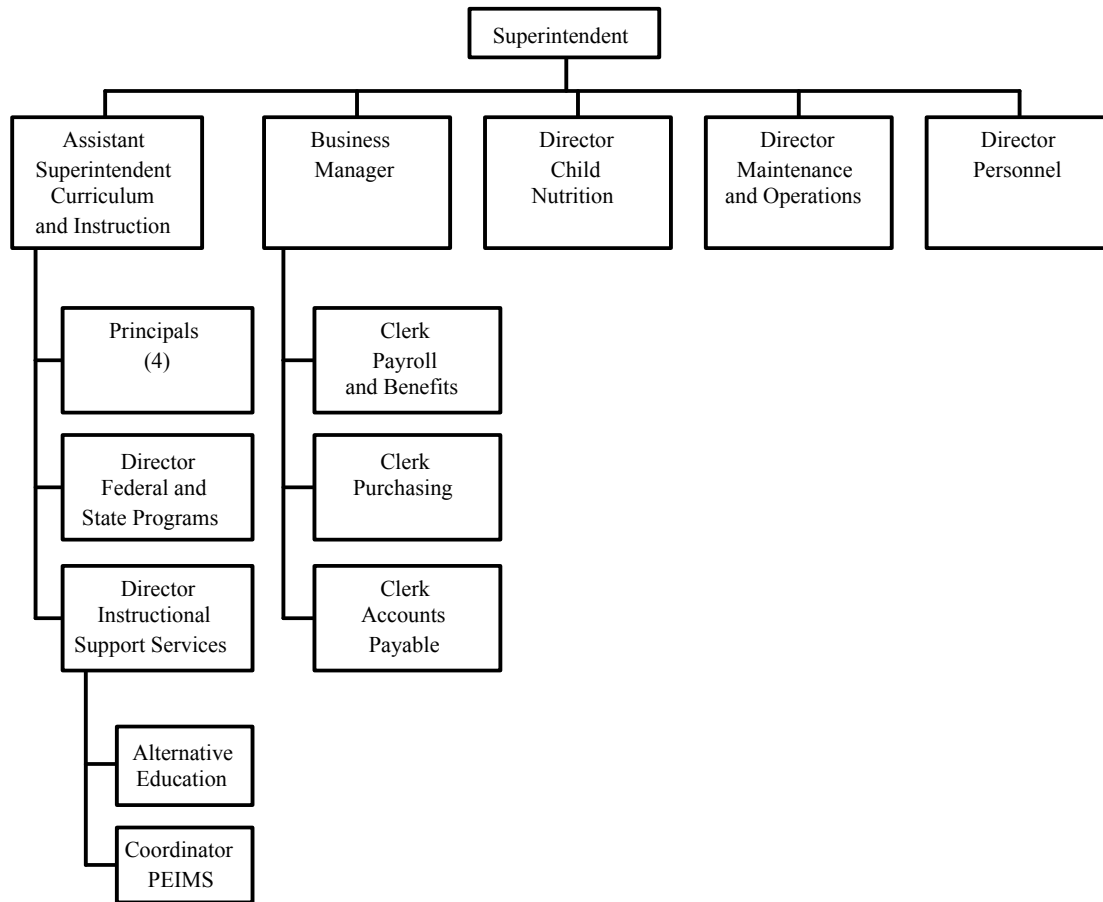 Superintendent
Assistant
Superintendent
Curriculum
and Instruction
Business
Manager
Director
Child
Nutrition
Director
Maintenance
and Operations
Director
Personnel
Principals
(4)
Director
Federal and
State Programs
Director
Instructional
Support Services
Alternative
Education
Coordinator
PEIMS
Clerk
Payroll
and Benefits
Clerk
Purchasing
Clerk
Accounts
Payable